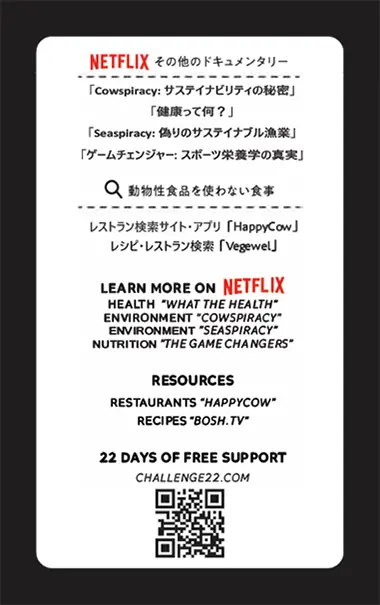 NETFLIX その他のドキュメンタリー
「Cowspiracy: サステイナビリティの秘密」
「健康って何？」
「Seaspiracy: 偽りのサステイナブル漁業」
「ゲームチェンジャー: スポーツ栄養学の真実」
動物性食品を使わない食事
レストラン検索サイト・アプリ「HappyCow」
レシピ・レストラン検索「Vegewel」
LEARN MORE ON NETFLIX
HEALTH "WHAT THE HEALTH"
ENVIRONMENT "COWSPIRACY"
ENVIRONMENT "SEASPIRACY"
NUTRITION "THE GAME CHANGERS"
RESOURCES
RESTAURANTS "HAPPYCOW"
RECIPES "BOSH.TV"
22 DAYS OF FREE SUPPORT
CHALLENGE22.COM